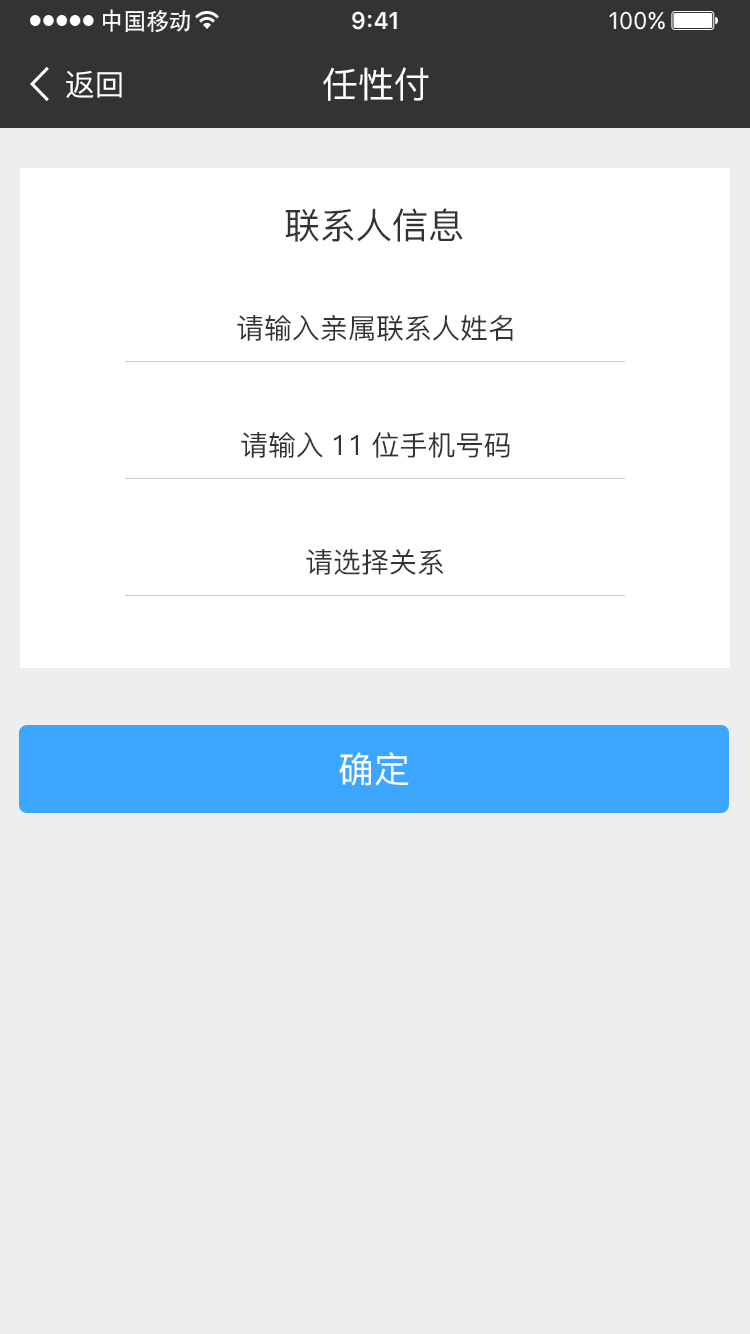 中国移动 9:41 100%
返回 任性付
联系人信息
请输入亲属联系人姓名
请输入 11 位手机号码
请选择关系
确定